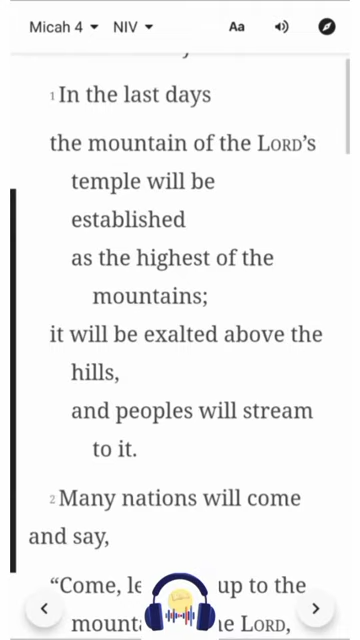 Micah 4 NIV Aa
1 In the last days
the mountain of the LORD's
temple will be
established
as the highest of the
mountains;
it will be exalted above the
hills,
and peoples will stream
to it.
2 Many nations will come
and say,
“Come, le up to the
mount he LORD,